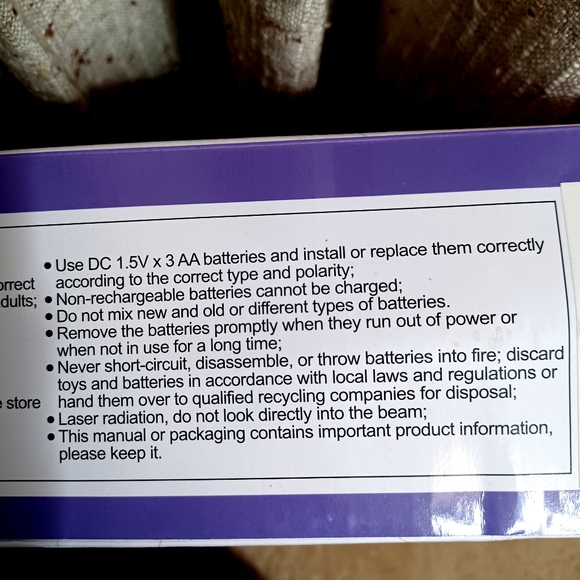 • Use DC 1.5V x 3 AA batteries and install or replace them correctly
according to the correct type and polarity;
• Non-rechargeable batteries cannot be charged;
• Do not mix new and old or different types of batteries.
• Remove the batteries promptly when they run out of power or
when not in use for a long time;
• Never short-circuit, disassemble, or throw batteries into fire; discard
toys and batteries in accordance with local laws and regulations or
hand them over to qualified recycling companies for disposal;
• Laser radiation, do not look directly into the beam;
• This manual or packaging contains important product information,
please keep it.
store